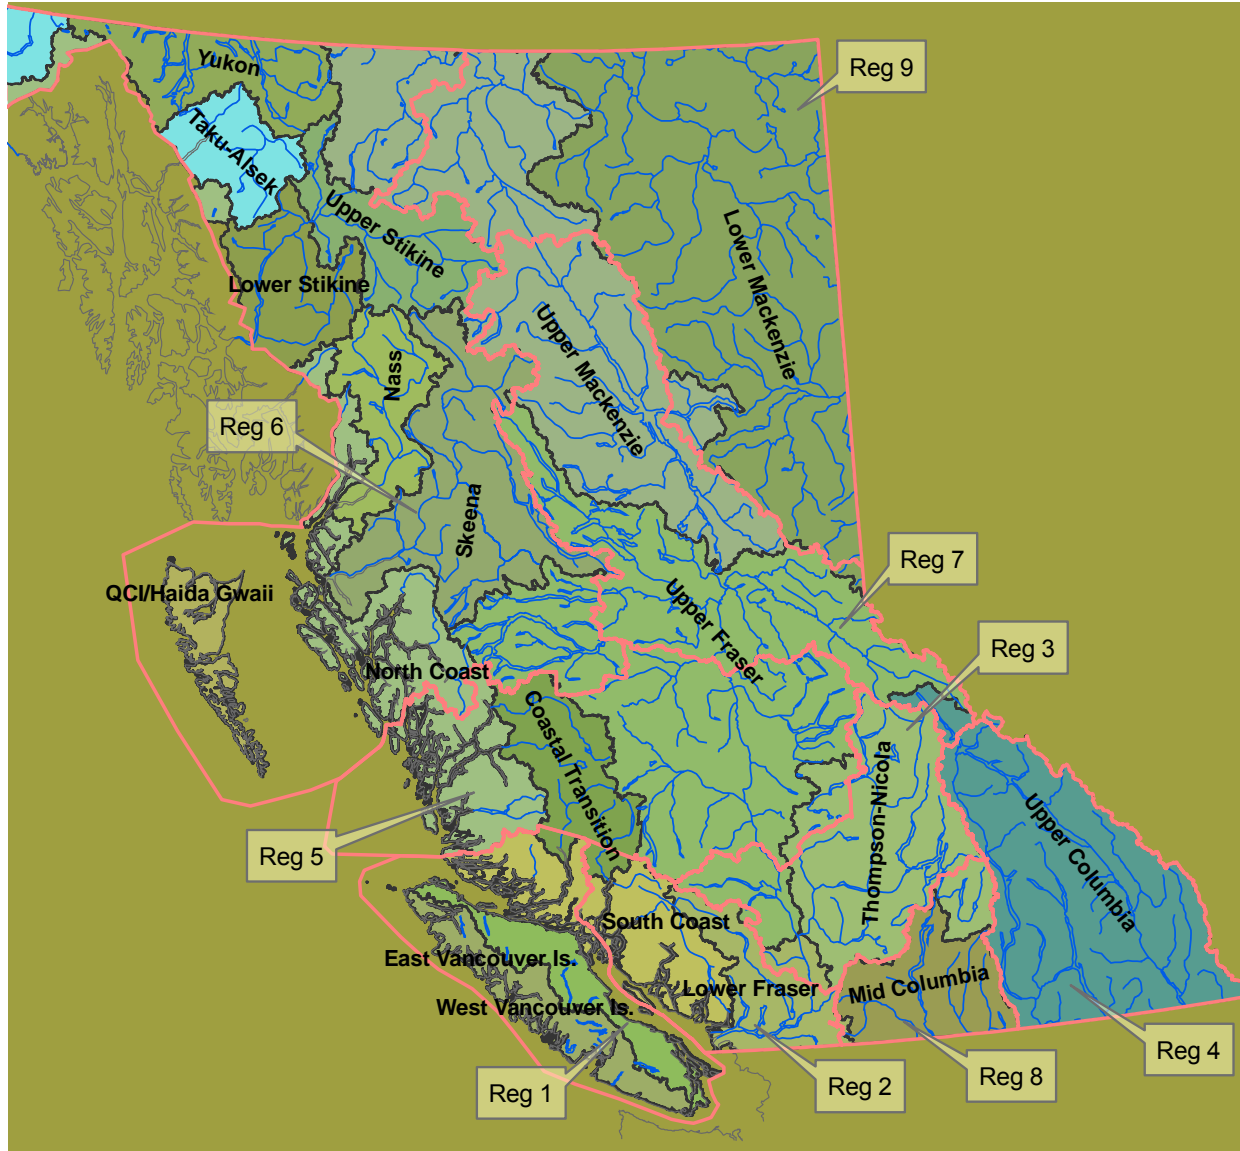 Reg 9
Yukon
Taku-Alsek
Upper Stikine
Lower Stikine
Lower Mackenzie
Upper Mackenzie
Nass
Reg 6
Skeena
Reg 7
QCI/Haida Gwaii
Upper Fraser
Reg 3
North Coast
Coastal Transition
Thompson-Nicola
Upper Columbia
Reg 5
South Coast
East Vancouver Is.
Lower Fraser
Mid Columbia
West Vancouver Is.
Reg 4
Reg 1
Reg 2
Reg 8